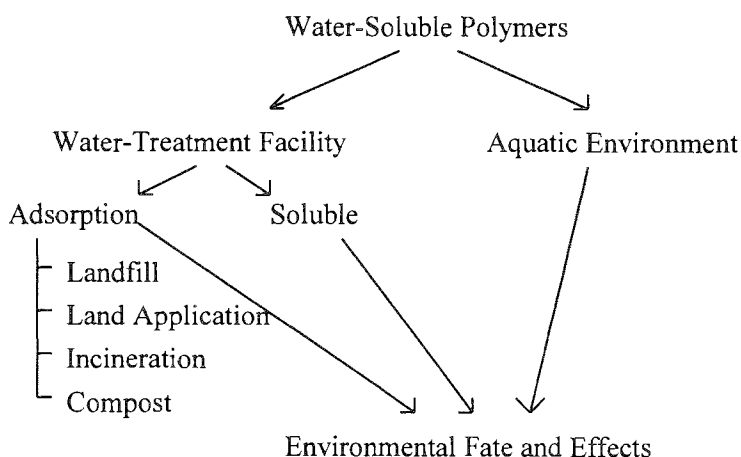 Water-Soluble Polymers
Water-Treatment Facility
Aquatic Environment
Adsorption
Soluble
Landfill
Land Application
Incineration
Compost
Environmental Fate and Effects